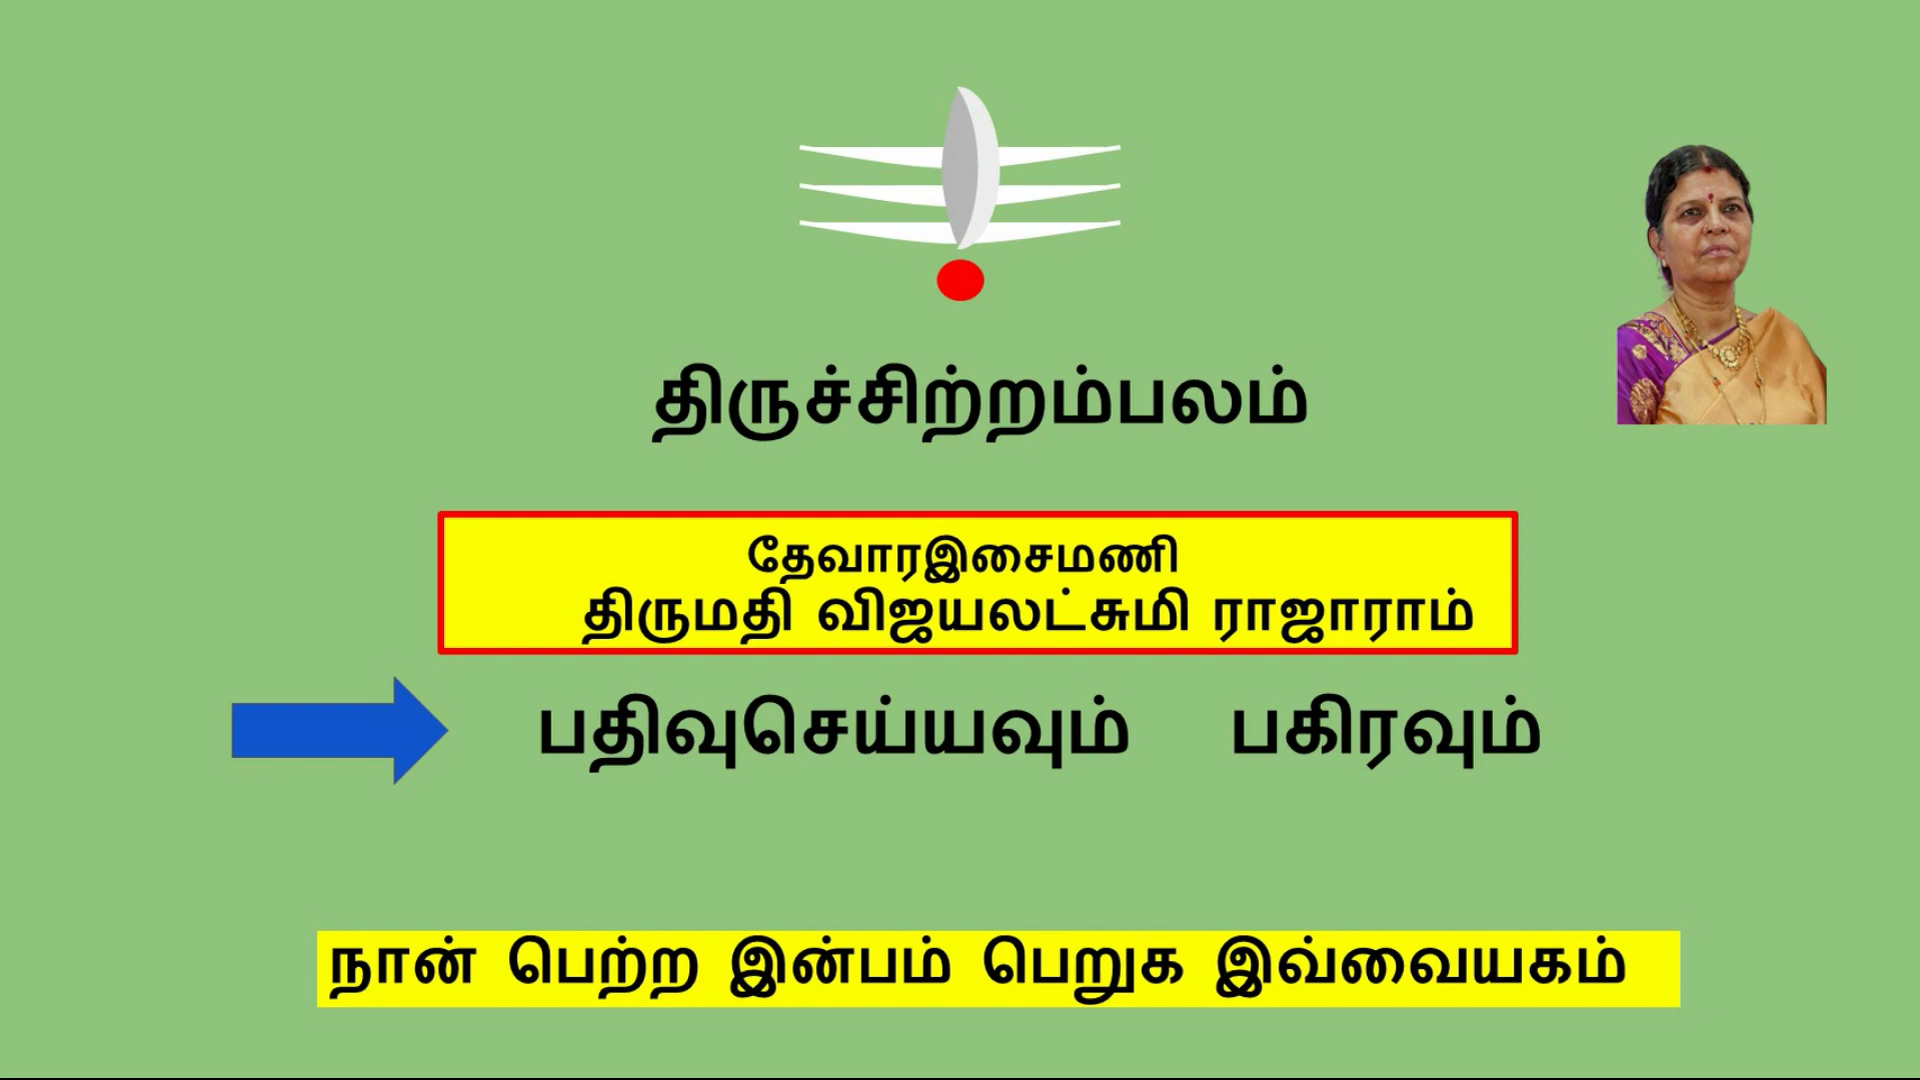 திருச்சிற்றம்பலம்
தேவாரஇசைமணி
திருமதி விஜயலட்சுமி ராஜாராம்
பதிவுசெய்யவும் பகிரவும்
நான் பெற்ற இன்பம் பெறுக இவ்வையகம்